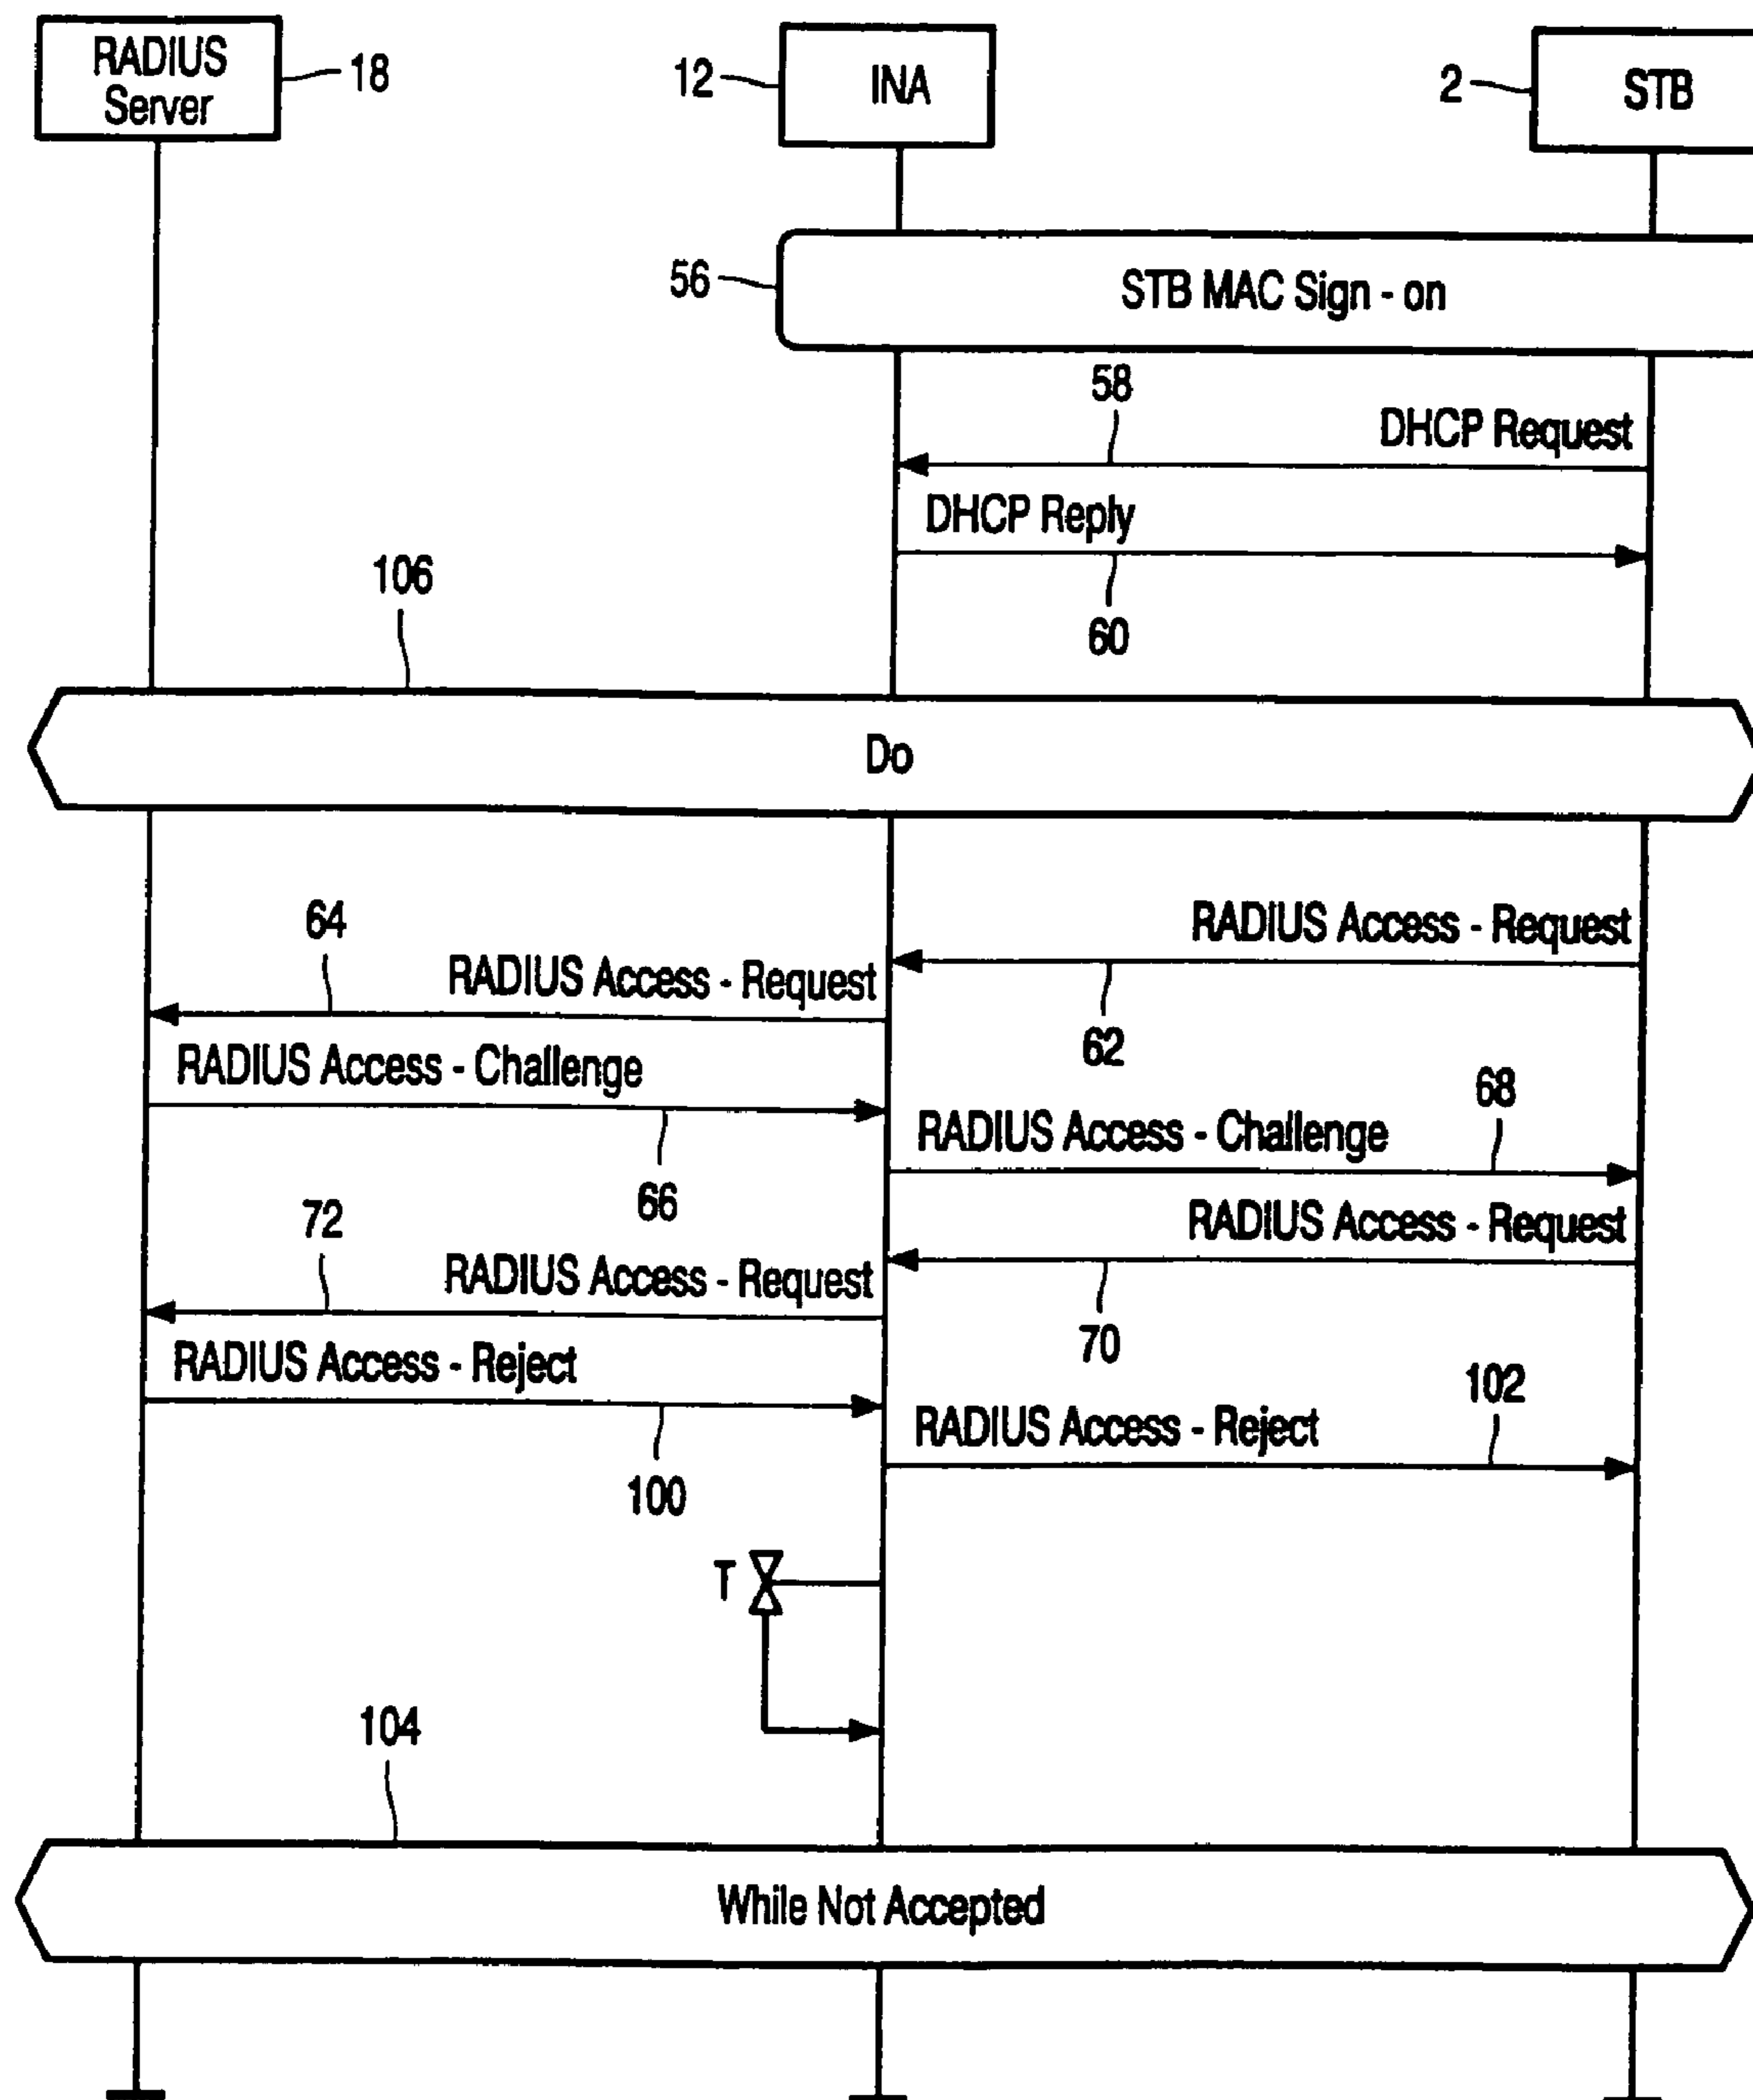 RADIUS
Server
18
12
INA
2
STB
56
STB MAC Sign - on
58
DHCP Request
DHCP Reply
60
106
Do
64
RADIUS Access - Request
RADIUS Access - Request
62
RADIUS Access - Challenge
68
RADIUS Access - Challenge
66
72
RADIUS Access - Request
RADIUS Access - Request
70
RADIUS Access - Reject
102
RADIUS Access - Reject
100
T
104
While Not Accepted